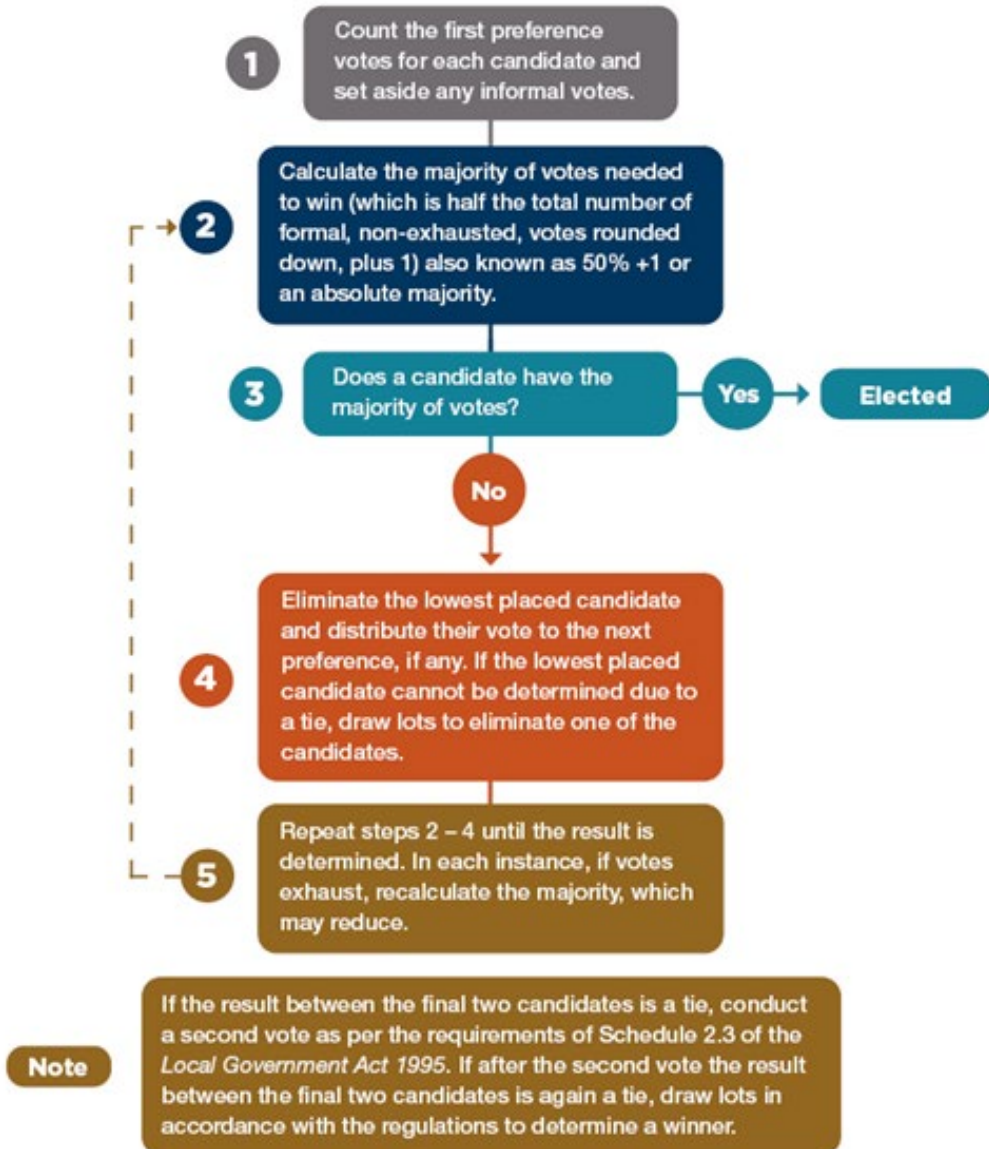 1
Count the first preference
votes for each candidate and
set aside any informal votes.
2
Calculate the majority of votes needed
to win (which is half the total number of
formal, non-exhausted, votes rounded
down, plus 1) also known as 50% +1 or
an absolute majority.
3
Does a candidate have the
majority of votes?
Yes
Elected
No
4
Eliminate the lowest placed candidate
and distribute their vote to the next
preference, if any. If the lowest placed
candidate cannot be determined due to
a tie, draw lots to eliminate one of the
candidates.
5
Repeat steps 2 – 4 until the result is
determined. In each instance, if votes
exhaust, recalculate the majority, which
may reduce.
Note
If the result between the final two candidates is a tie, conduct
a second vote as per the requirements of Schedule 2.3 of the
Local Government Act 1995. If after the second vote the result
between the final two candidates is again a tie, draw lots in
accordance with the regulations to determine a winner.